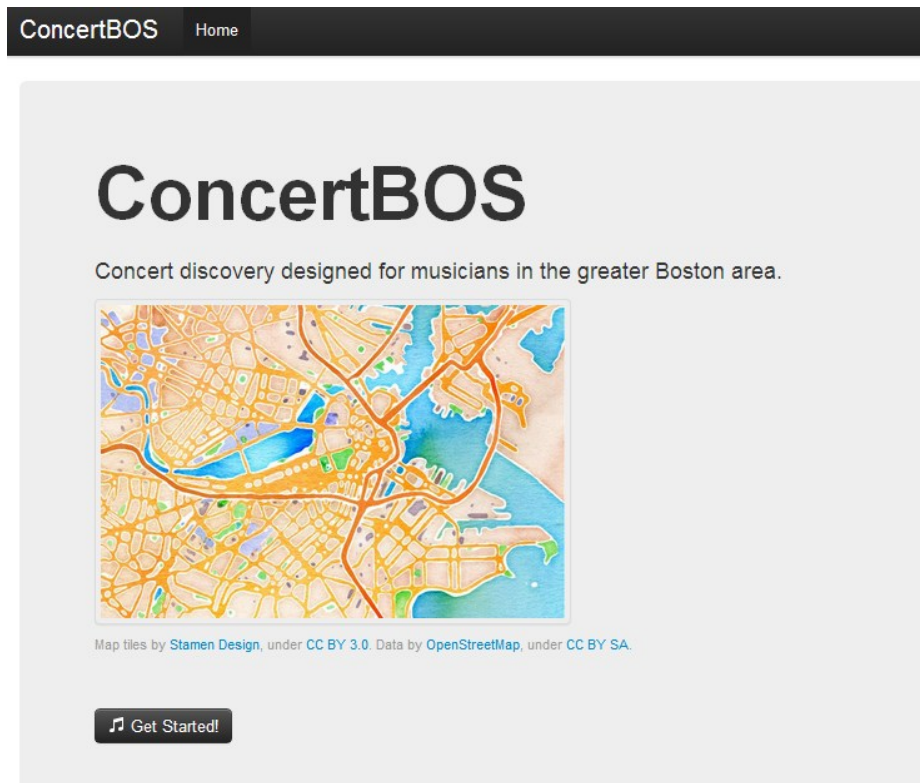 ConcertBOS Home
ConcertBOS
Concert discovery designed for musicians in the greater Boston area.
Map tiles by Stamen Design, under CC BY 3.0. Data by OpenStreetMap, under CC BY SA.
Get Started!